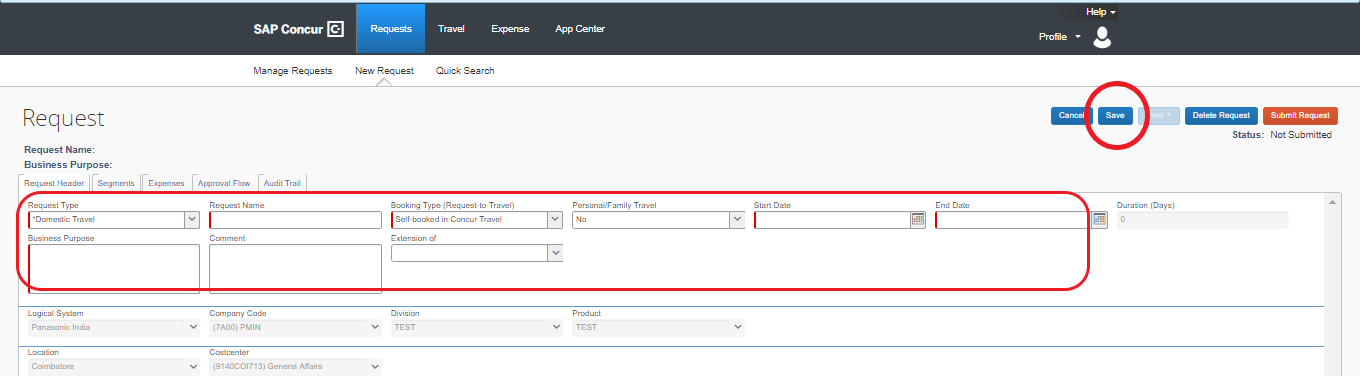 Help
SAP Concur C Requests Travel Expense App Center
Profile
Manage Requests New Request Quick Search
Request
Cancel Save Print Delete Request Submit Request
Status: Not Submitted
Request Name:
Business Purpose:
Request Header Segments Expenses Approval Flow Audit Trail
Request Type Request Name Booking Type (Request-to-Travel) Personal/Family Travel Start Date End Date Duration (Days)
*Domestic Travel Self-booked in Concur Travel No 0
Business Purpose Comment Extension of
Logical System Company Code Division Product
Panasonic India (7A00) PMIN TEST TEST
Location Costcenter
Coimbatore (9140COI713) General Affairs